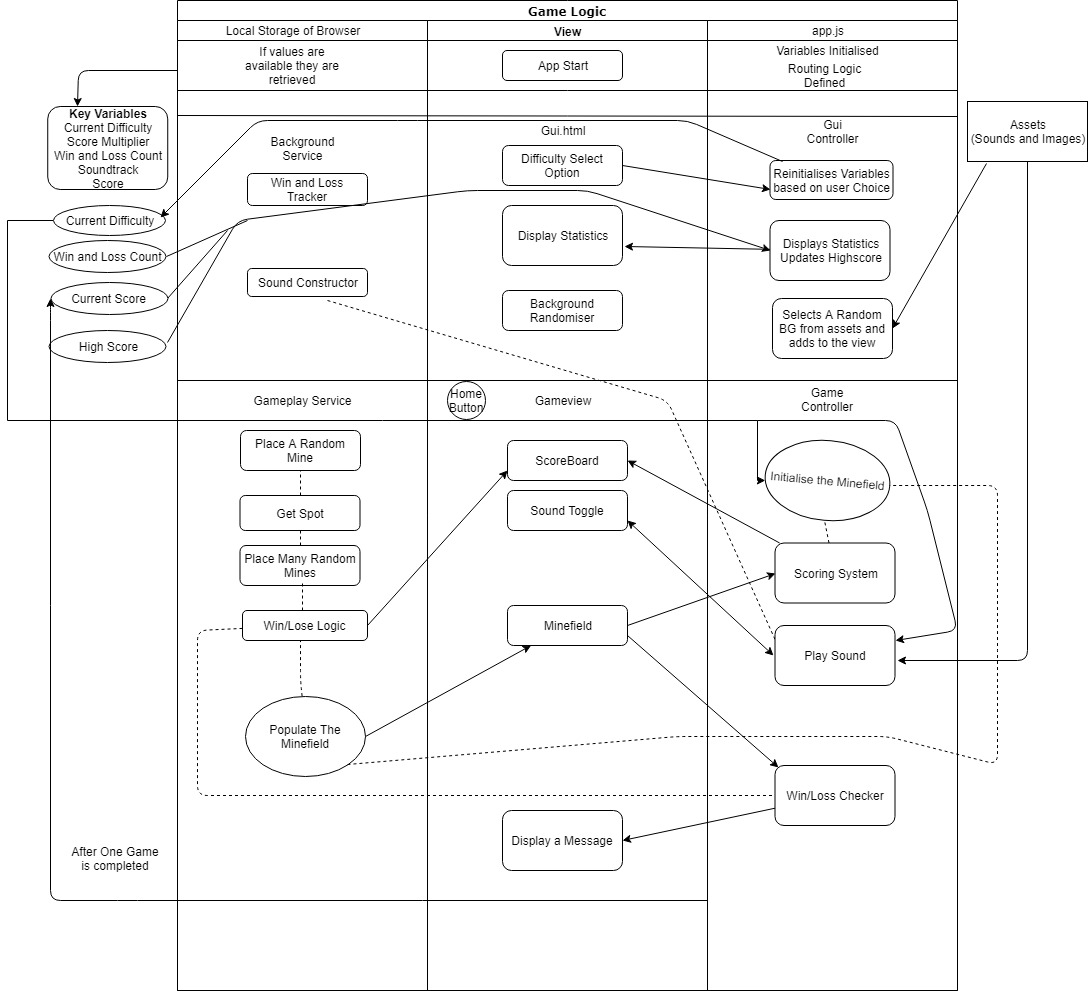 Game Logic
Local Storage of Browser
View
app.js
If values are
available they are
retrieved
App Start
Variables Initialised
Routing Logic
Defined
Key Variables
Current Difficulty
Score Multiplier
Win and Loss Count
Soundtrack
Score
Assets
(Sounds and Images)
Background
Service
Gui.html
Gui
Controller
Win and Loss
Tracker
Difficulty Select
Option
Reinitialises Variables
based on user Choice
Current Difficulty
Win and Loss Count
Display Statistics
Displays Statistics
Updates Highscore
Current Score
Sound Constructor
Background
Randomiser
Selects A Random
BG from assets and
adds to the view
High Score
Gameplay Service
Home
Button
Gameview
Game
Controller
Place A Random
Mine
ScoreBoard
Initialise the Minefield
Get Spot
Sound Toggle
Place Many Random
Mines
Scoring System
Win/Lose Logic
Minefield
Play Sound
Populate The
Minefield
Win/Loss Checker
Display a Message
After One Game
is completed